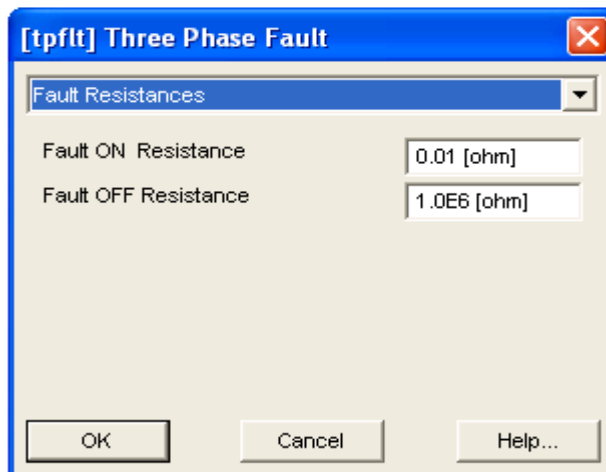 [tpflt] Three Phase Fault
Fault Resistances
Fault ON Resistance 0.01 [ohm]
Fault OFF Resistance 1.0E6 [ohm]
OK Cancel Help...